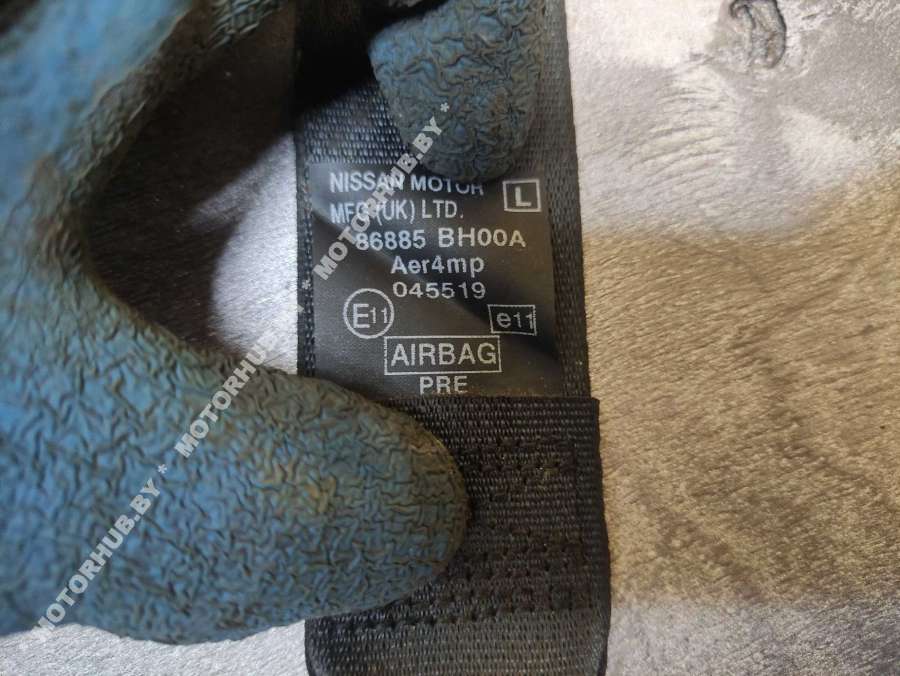 NISSAN MOTOR L
MFG (UK) LTD.
86885 BH00A
Aer4mp
045519
E11 e11
AIRBAG
PRE
MOTORHUB.BY * MOTORHUB.BY * MOTORHUB.BY *